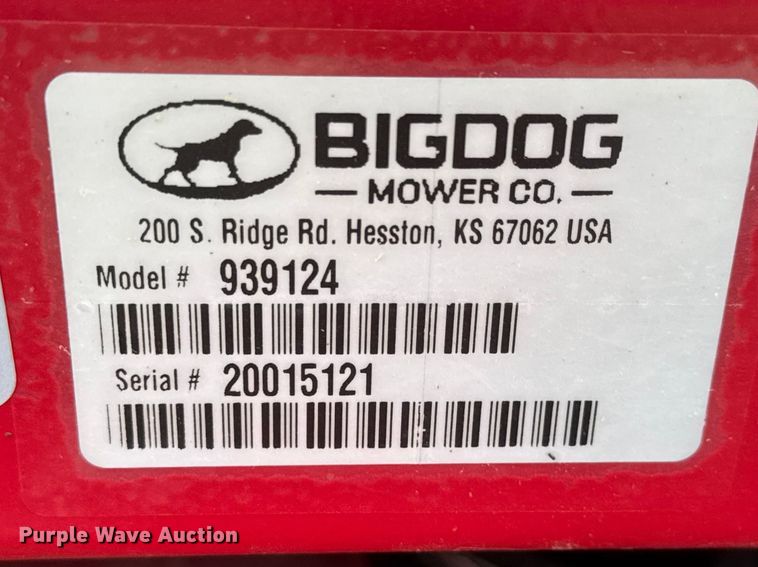 BIGDOG
MOWER CO.
200 S. Ridge Rd. Hesston, KS 67062 USA
Model # 939124
Serial # 20015121
Purple Wave Auction